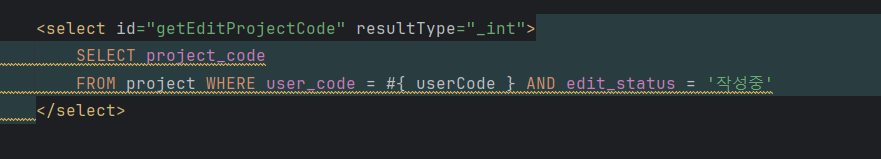 <select id="getEditProjectCode" resultType="_int">
SELECT project_code
FROM project WHERE user_code = #{ userCode } AND edit_status = '작성중'
</select>